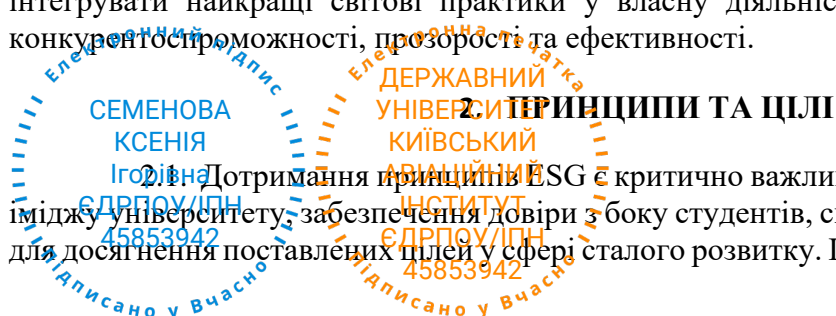 інтегрувати найкращі світові практики у власну
конкурентоспроможності, прозорості та ефективності.
2. ПРИНЦИПИ ТА ЦІЛІ
2.1. Дотримання принципів ESG є критично
іміджу університету, забезпечення довіри з боку студентів,
для досягнення поставлених цілей у сфері сталого розвитку.
Електронний підпис
СЕМЕНОВА
КСЕНІЯ
Ігорівна
ЄДРПОУ/ІПН
45853942
Підписано у Вчасно
Електронна печатка
ДЕРЖАВНИЙ
УНІВЕРСИТЕТ
КИЇВСЬКИЙ
АВІАЦІЙНИЙ
ІНСТИТУТ
ЄДРПОУ/ІПН
45853942
Підписано у Вчасно